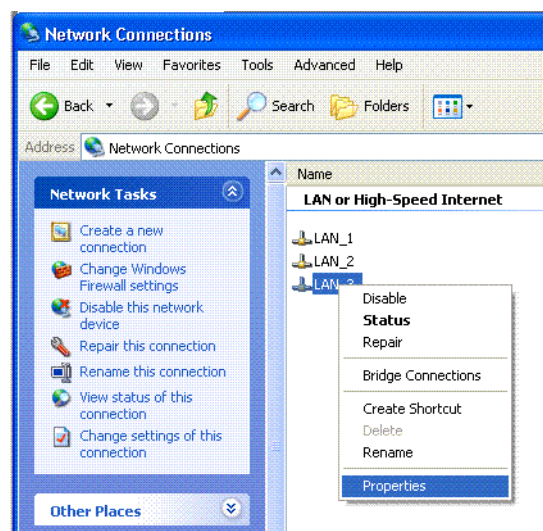 Network Connections
File Edit View Favorites Tools Advanced Help
Back Search Folders
Address Network Connections
Network Tasks
Create a new
connection
Change Windows
Firewall settings
Disable this network
device
Repair this connection
Rename this connection
View status of this
connection
Change settings of this
connection
Other Places
Name
LAN or High-Speed Internet
LAN_1
LAN_2
LAN_3
Disable
Status
Repair
Bridge Connections
Create Shortcut
Delete
Rename
Properties